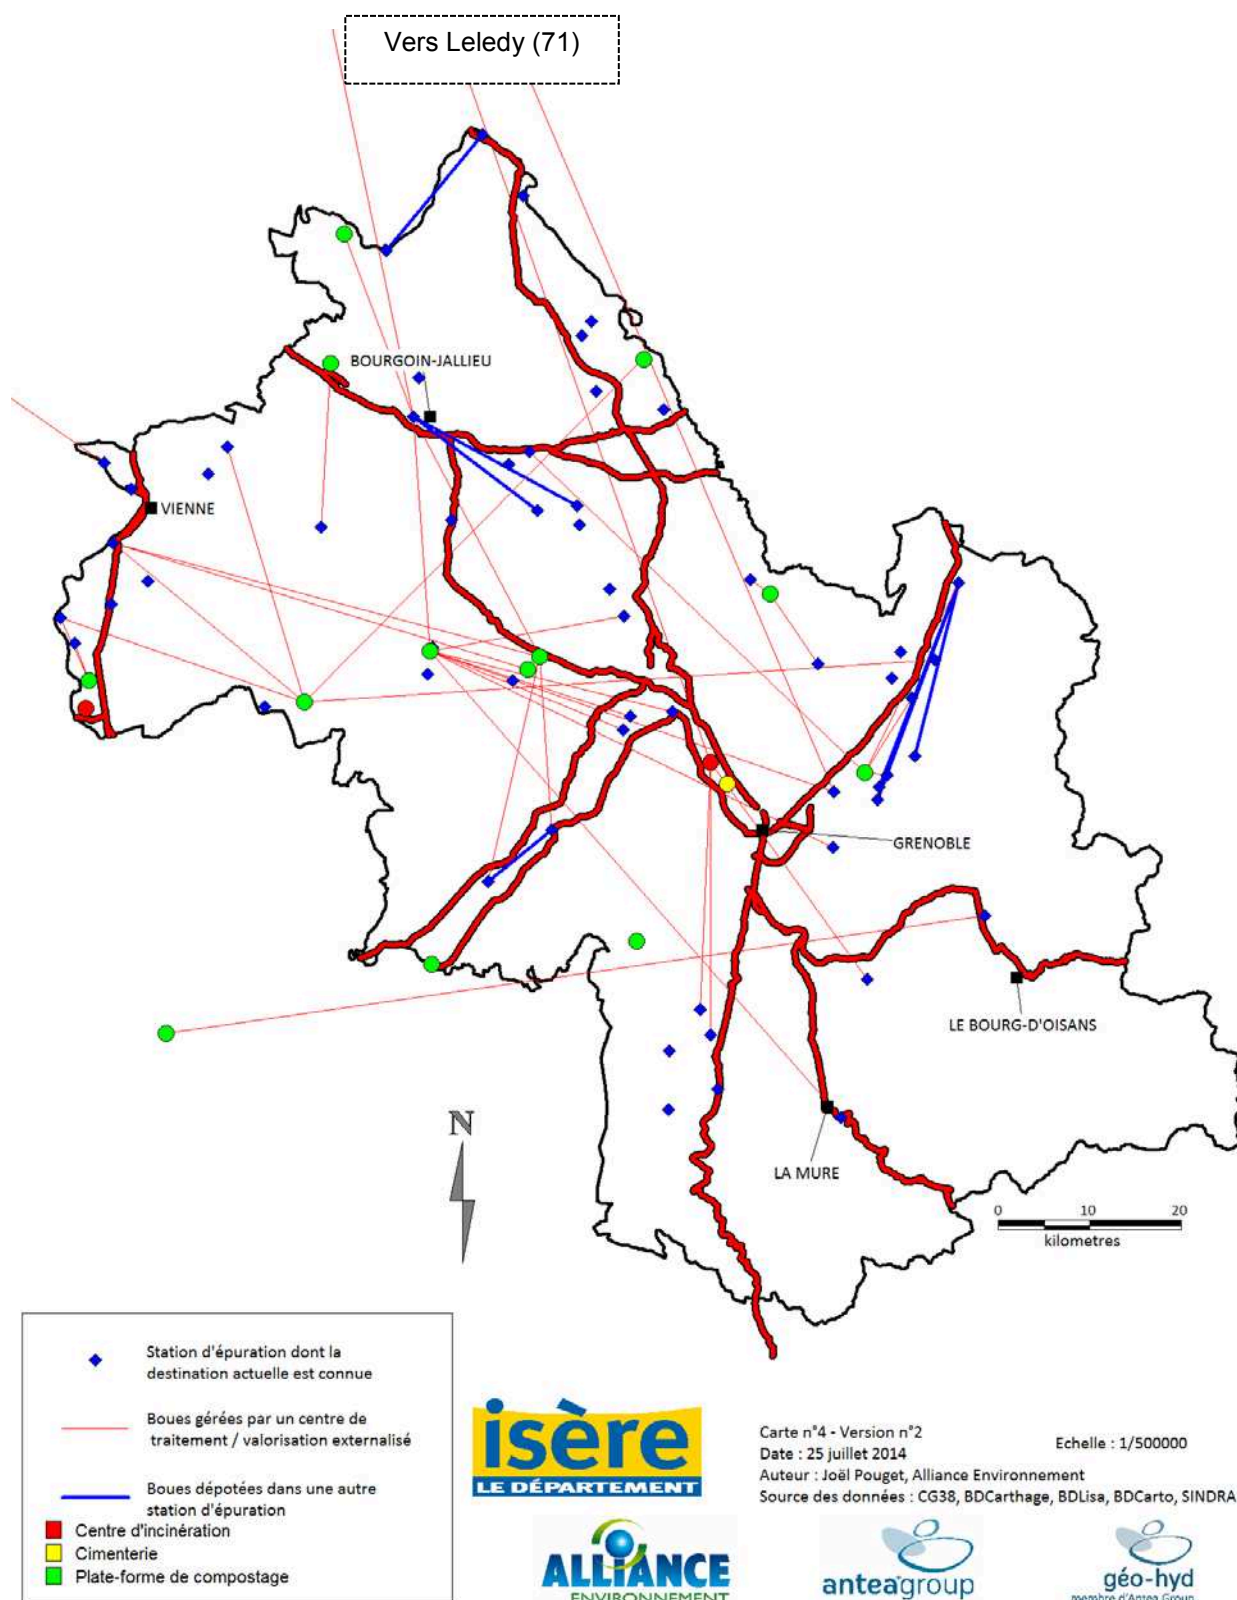 Vers Leledy (71)
BOURGOIN-JALLIEU
VIENNE
GRENOBLE
LE BOURG-D'OISANS
N
LA MURE
0 10 20
kilometres
Station d'épuration dont la
destination actuelle est connue
Boues gérées par un centre de
traitement / valorisation externalisé
Boues dépotées dans une autre
station d'épuration
Centre d'incinération
Cimenterie
Plate-forme de compostage
isère
LE DÉPARTEMENT
Carte n°4 - Version n°2
Echelle : 1/500000
Date : 25 juillet 2014
Auteur : Joël Pouget, Alliance Environnement
Source des données : CG38, BDCarthage, BDLisa, BDCarto, SINDRA
ALLIANCE
ENVIRONNEMENT
anteagroup
géo-hyd
membre d'Antea Group